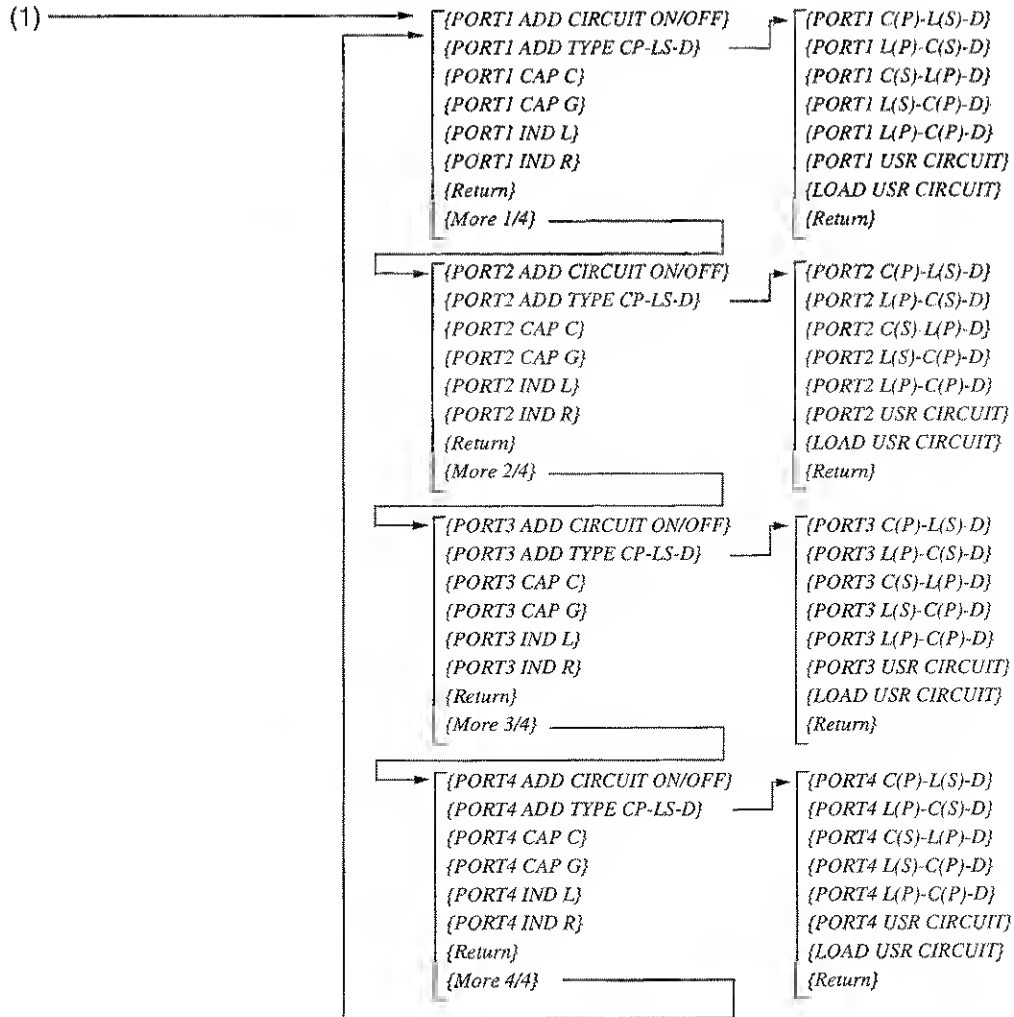 (1)
{PORT1 ADD CIRCUIT ON/OFF}
{PORT1 ADD TYPE CP-LS-D}
{PORT1 CAP C}
{PORT1 CAP G}
{PORT1 IND L}
{PORT1 IND R}
{Return}
{More 1/4}
{PORT1 C(P)-L(S)-D}
{PORT1 L(P)-C(S)-D}
{PORT1 C(S)-L(P)-D}
{PORT1 L(S)-C(P)-D}
{PORT1 L(P)-C(P)-D}
{PORT1 USR CIRCUIT}
{LOAD USR CIRCUIT}
{Return}
{PORT2 ADD CIRCUIT ON/OFF}
{PORT2 ADD TYPE CP-LS-D}
{PORT2 CAP C}
{PORT2 CAP G}
{PORT2 IND L}
{PORT2 IND R}
{Return}
{More 2/4}
{PORT2 C(P)-L(S)-D}
{PORT2 L(P)-C(S)-D}
{PORT2 C(S)-L(P)-D}
{PORT2 L(S)-C(P)-D}
{PORT2 L(P)-C(P)-D}
{PORT2 USR CIRCUIT}
{LOAD USR CIRCUIT}
{Return}
{PORT3 ADD CIRCUIT ON/OFF}
{PORT3 ADD TYPE CP-LS-D}
{PORT3 CAP C}
{PORT3 CAP G}
{PORT3 IND L}
{PORT3 IND R}
{Return}
{More 3/4}
{PORT3 C(P)-L(S)-D}
{PORT3 L(P)-C(S)-D}
{PORT3 C(S)-L(P)-D}
{PORT3 L(S)-C(P)-D}
{PORT3 L(P)-C(P)-D}
{PORT3 USR CIRCUIT}
{LOAD USR CIRCUIT}
{Return}
{PORT4 ADD CIRCUIT ON/OFF}
{PORT4 ADD TYPE CP-LS-D}
{PORT4 CAP C}
{PORT4 CAP G}
{PORT4 IND L}
{PORT4 IND R}
{Return}
{More 4/4}
{PORT4 C(P)-L(S)-D}
{PORT4 L(P)-C(S)-D}
{PORT4 C(S)-L(P)-D}
{PORT4 L(S)-C(P)-D}
{PORT4 L(P)-C(P)-D}
{PORT4 USR CIRCUIT}
{LOAD USR CIRCUIT}
{Return}